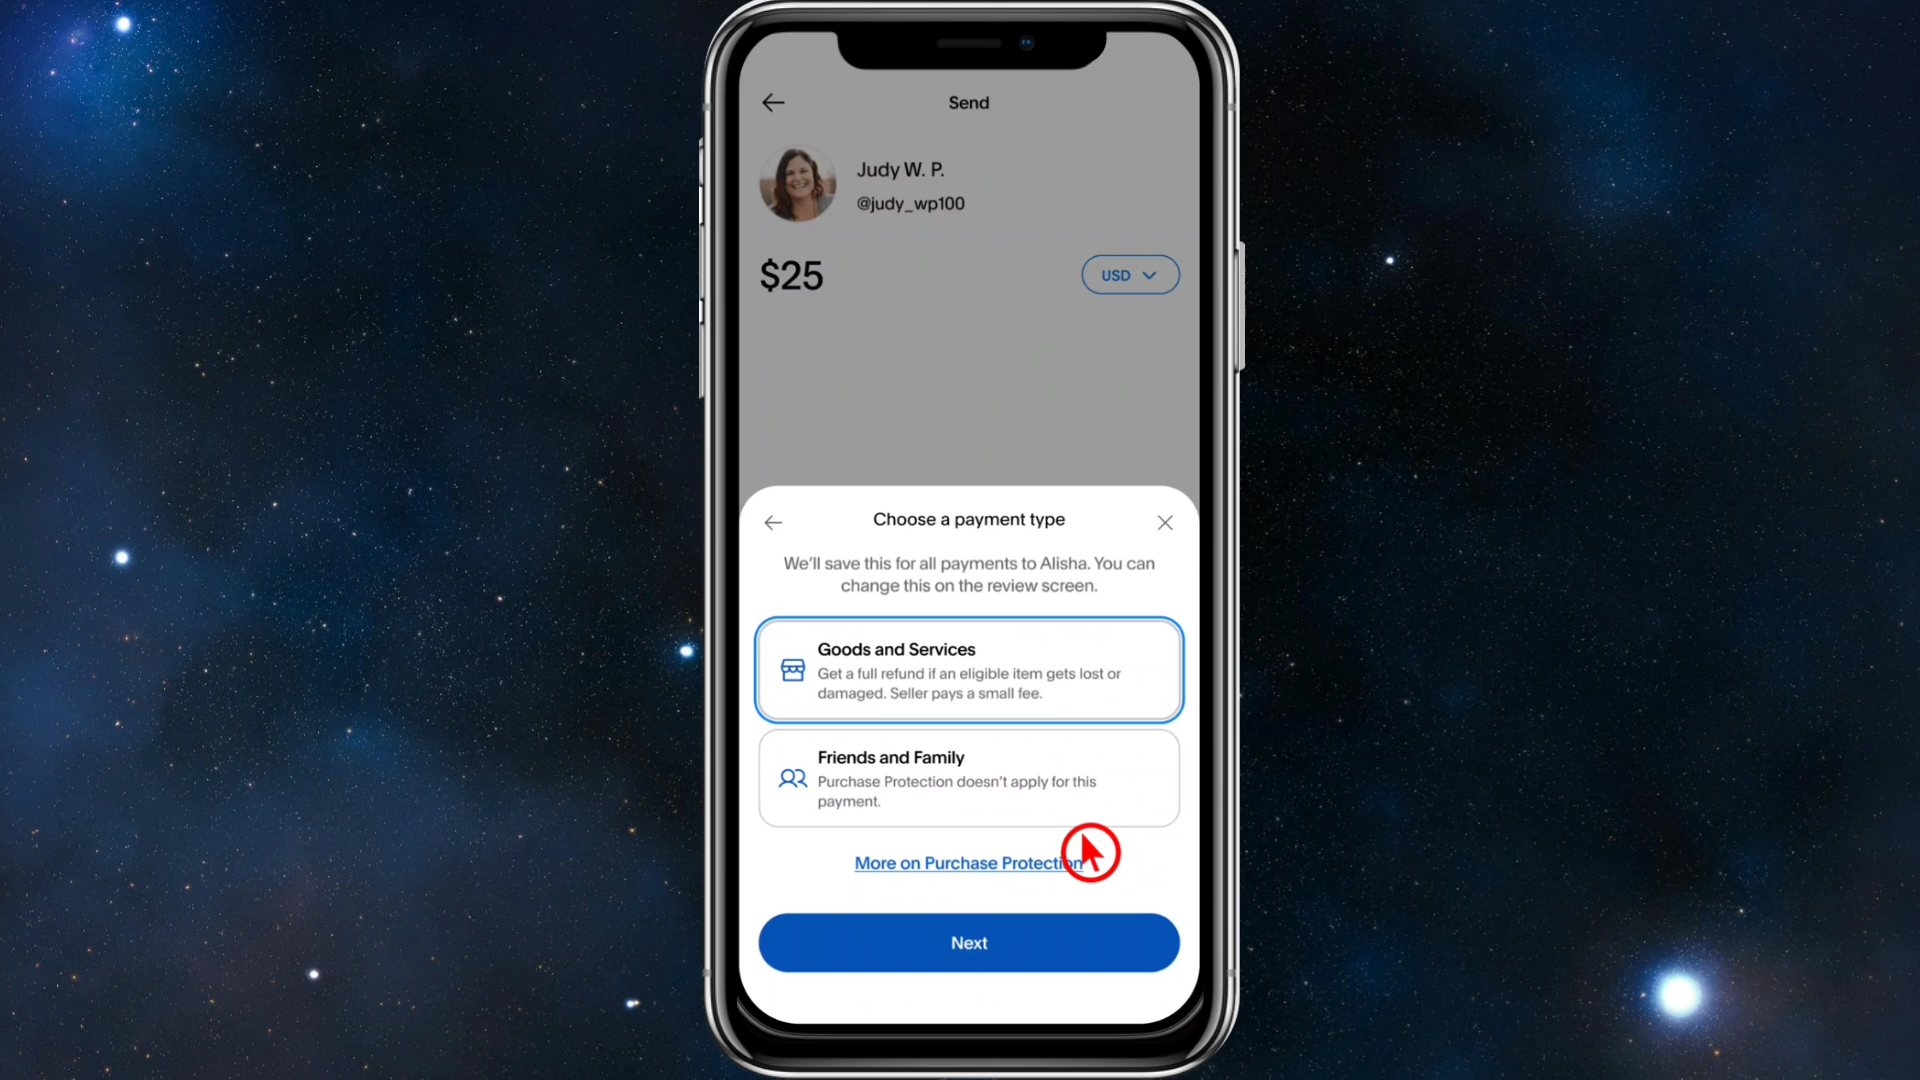 Send
Judy W. P.
@judy_wp100
$25
USD
Choose a payment type
We'll save this for all payments to Alisha. You can
change this on the review screen.
Goods and Services
Get a full refund if an eligible item gets lost or
damaged. Seller pays a small fee.
Friends and Family
Purchase Protection doesn't apply for this
payment.
More on Purchase Protection
Next